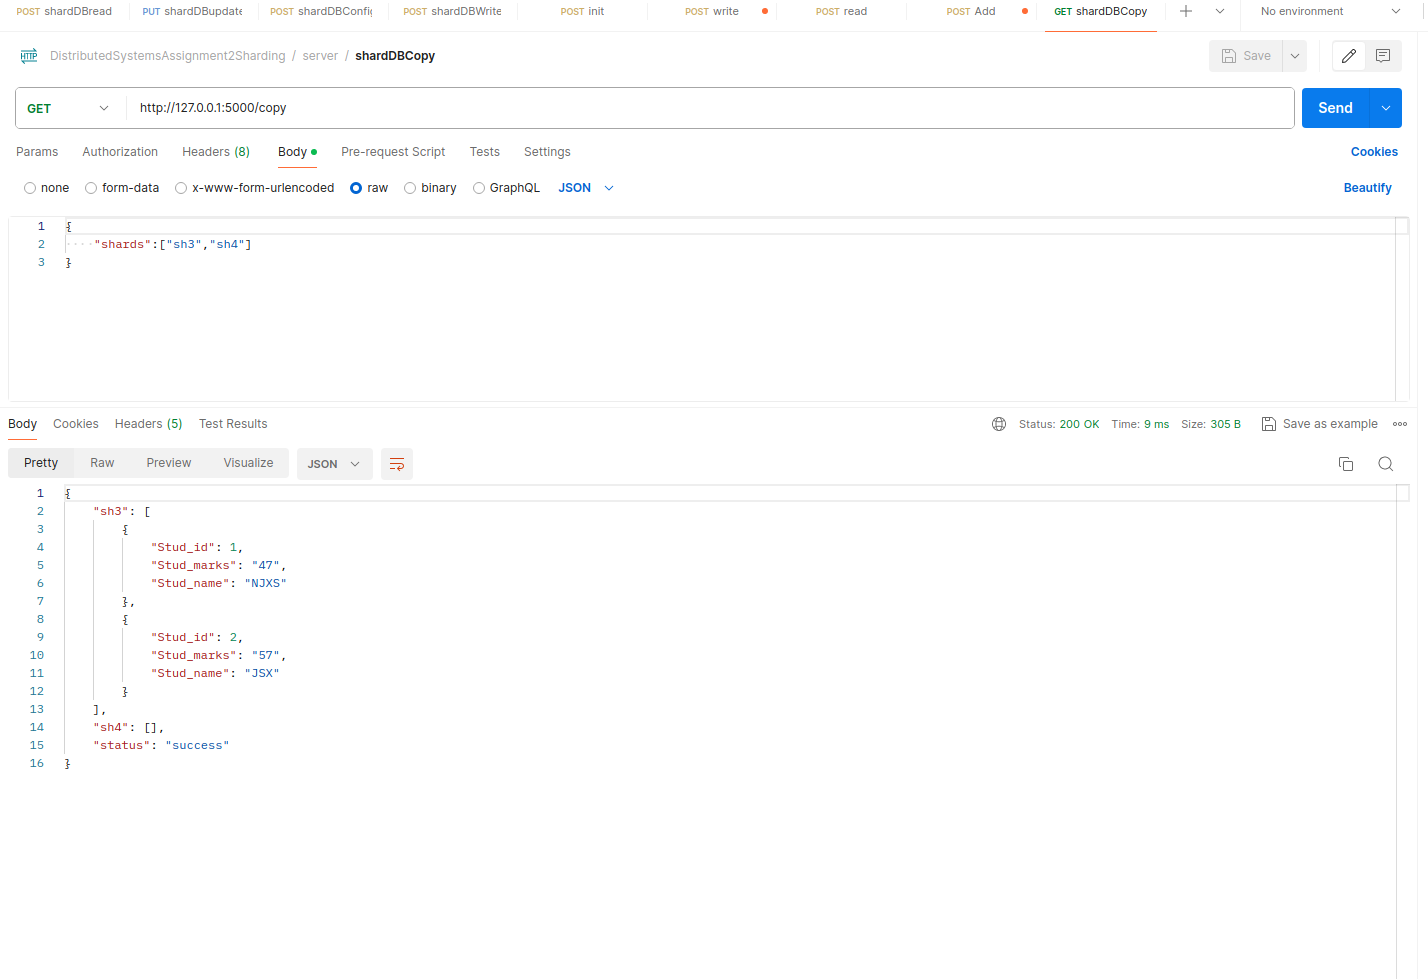 POST shardDBread PUT shardDBupdate POST shardDBConfig POST shardDBWrite POST init POST write POST read POST Add GET shardDBCopy No environment
HTTP DistributedSystemsAssignment2Sharding / server / shardDBCopy Save
GET http://127.0.0.1:5000/copy Send
Params Authorization Headers (8) Body Pre-request Script Tests Settings Cookies
none form-data x-www-form-urlencoded raw binary GraphQL JSON Beautify
1 {
2 ····"shards":["sh3","sh4"]
3 }
Body Cookies Headers (5) Test Results Status: 200 OK Time: 9 ms Size: 305 B Save as example
Pretty Raw Preview Visualize JSON
1 {
2 "sh3": [
3 {
4 "Stud_id": 1,
5 "Stud_marks": "47",
6 "Stud_name": "NJXS"
7 },
8 {
9 "Stud_id": 2,
10 "Stud_marks": "57",
11 "Stud_name": "JSX"
12 }
13 ],
14 "sh4": [],
15 "status": "success"
16 }